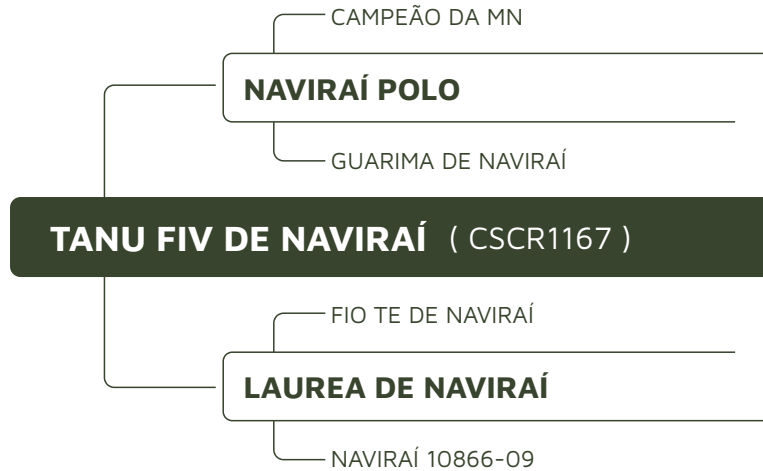 CAMPEÃO DA MN
NAVIRAÍ POLO
GUARIMA DE NAVIRAÍ
TANU FIV DE NAVIRAÍ ( CSCR1167 )
FIO TE DE NAVIRAÍ
LAUREA DE NAVIRAÍ
NAVIRAÍ 10866-09